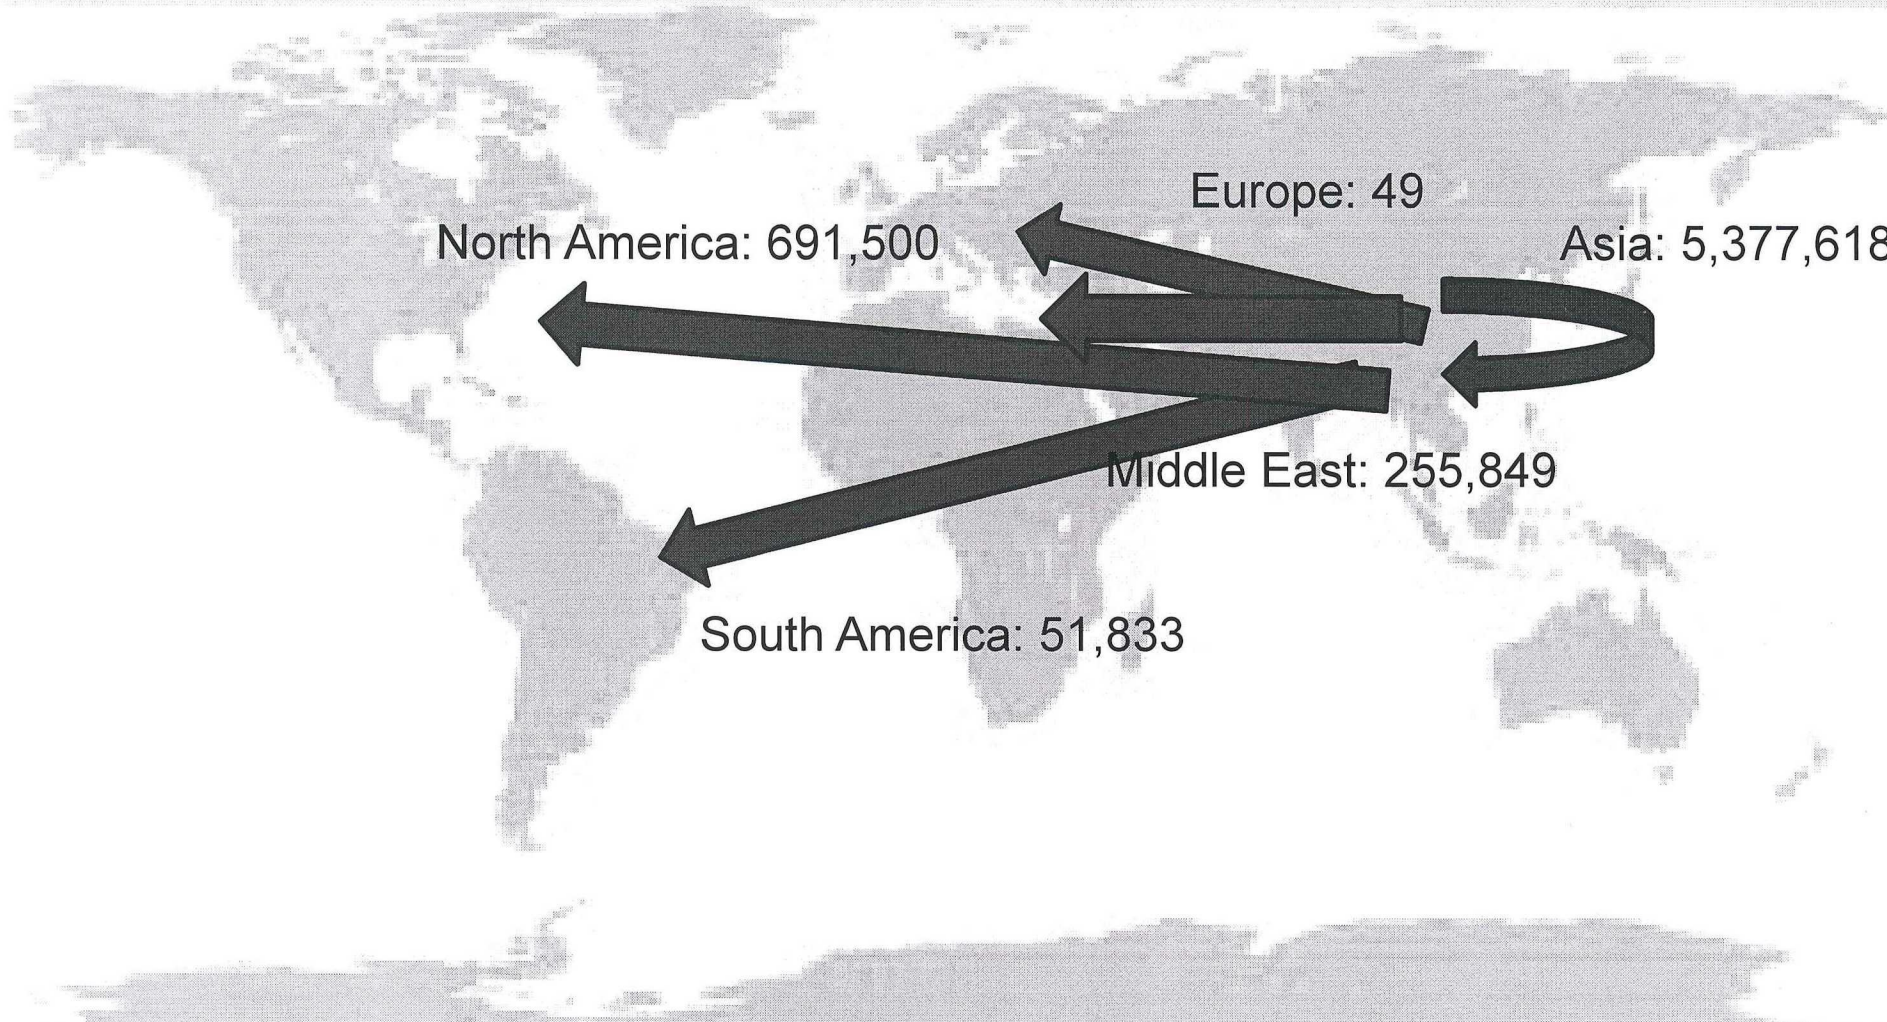 Europe: 49
North America: 691,500
Asia: 5,377,618
Middle East: 255,849
South America: 51,833